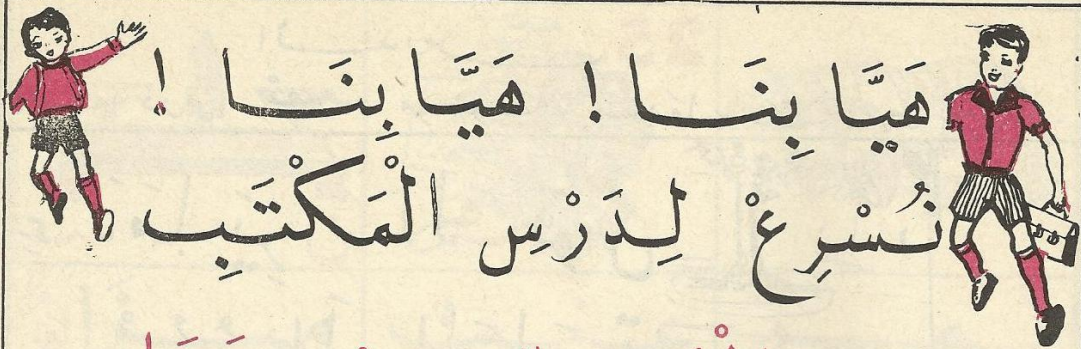 هَيَّا بِنَا ! هَيَّا بِنَا !
نُسْرِعْ لِدَرْسِ الْمَكْتَبِ